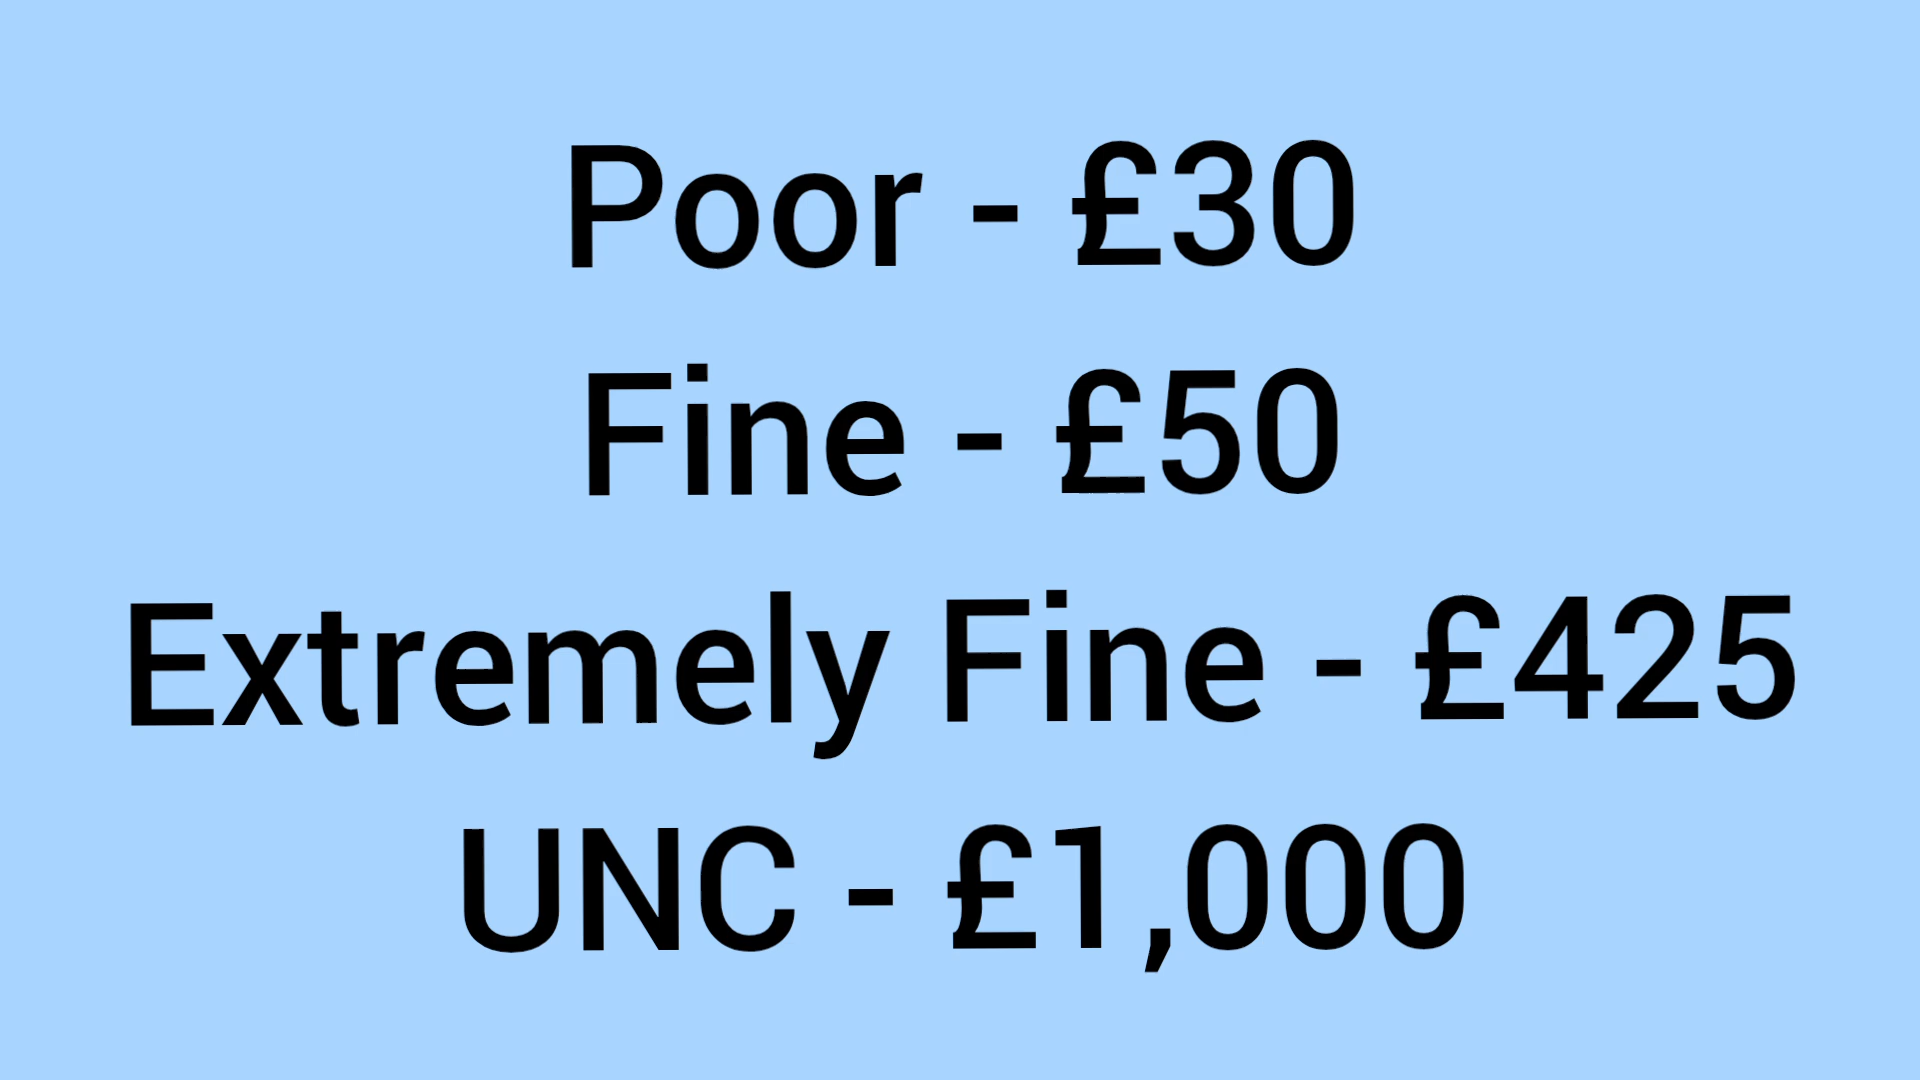 Poor - £30
Fine - £50
Extremely Fine - £425
UNC - £1,000